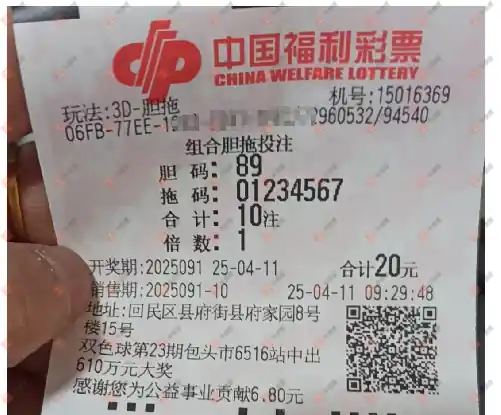 中国福利彩票
CHINA WELFARE LOTTERY
玩法:3D-胆拖 机号:15016369
06FB-77EE- 2960532/94540
组合胆拖投注
胆 码: 89
拖 码: 01234567
合 计: 10注
倍 数: 1
开奖期:2025091 25-04-11 合计20元
销售期:2025091-10 25-04-11 09:29:48
地址:回民区县府街县府家园8号
楼15号
双色球第23期包头市6516站中出
610万元大奖
感谢您为公益事业贡献6.80元